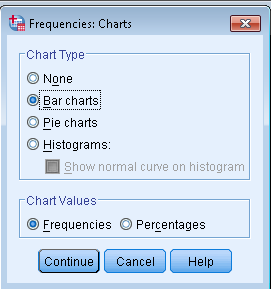 Frequencies: Charts
Chart Type
None
Bar charts
Pie charts
Histograms:
Show normal curve on histogram
Chart Values
Frequencies Percentages
Continue Cancel Help